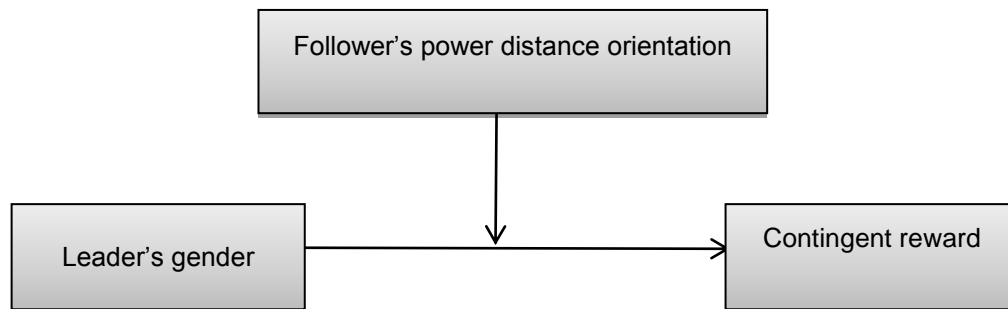 Follower’s power distance orientation
Leader’s gender
Contingent reward